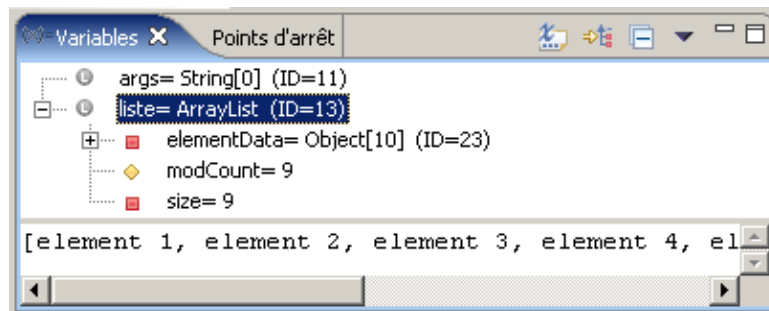 (x)= Variables Points d'arrêt
args= String[0] (ID=11)
liste= ArrayList (ID=13)
elementData= Object[10] (ID=23)
modCount= 9
size= 9
[element 1, element 2, element 3, element 4, el